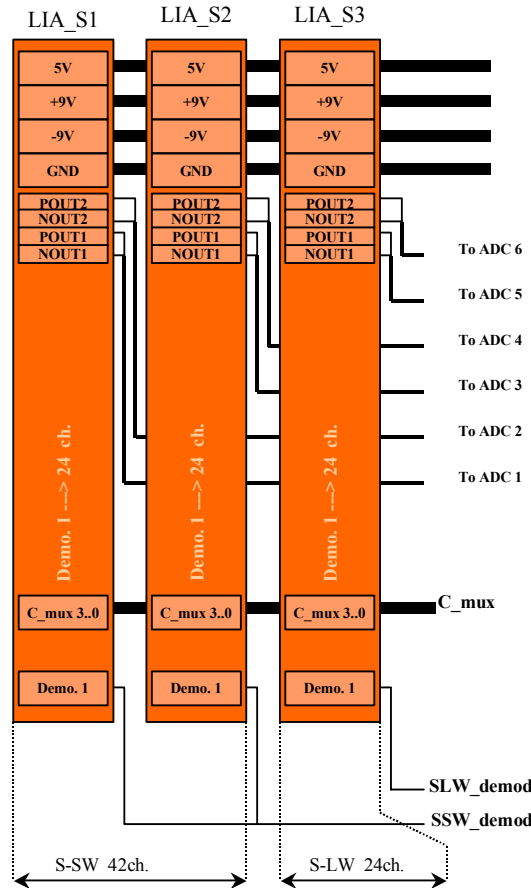 LIA_S1 LIA_S2 LIA_S3
5V 5V 5V
+9V +9V +9V
-9V -9V -9V
GND GND GND
POUT2 POUT2 POUT2
NOUT2 NOUT2 NOUT2
POUT1 POUT1 POUT1
NOUT1 NOUT1 NOUT1
To ADC 6
To ADC 5
To ADC 4
To ADC 3
To ADC 2
To ADC 1
Demo. 1 ---> 24 ch. Demo. 1 ---> 24 ch. Demo. 1 ---> 24 ch.
C_mux 3..0 C_mux 3..0 C_mux 3..0 C_mux
Demo. 1 Demo. 1 Demo. 1
SLW_demod
SSW_demod
S-SW 42ch. S-LW 24ch.